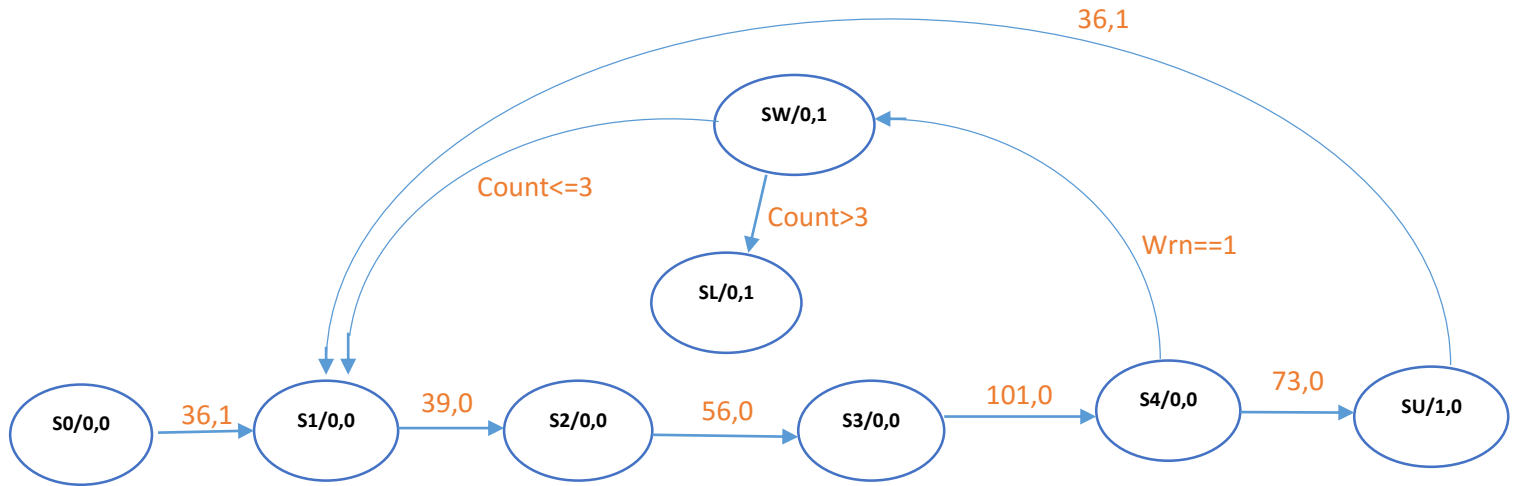 36,1
SW/0,1
Count<=3
Count>3
Wrn==1
SL/0,1
S0/0,0
36,1
S1/0,0
39,0
S2/0,0
56,0
S3/0,0
101,0
S4/0,0
73,0
SU/1,0